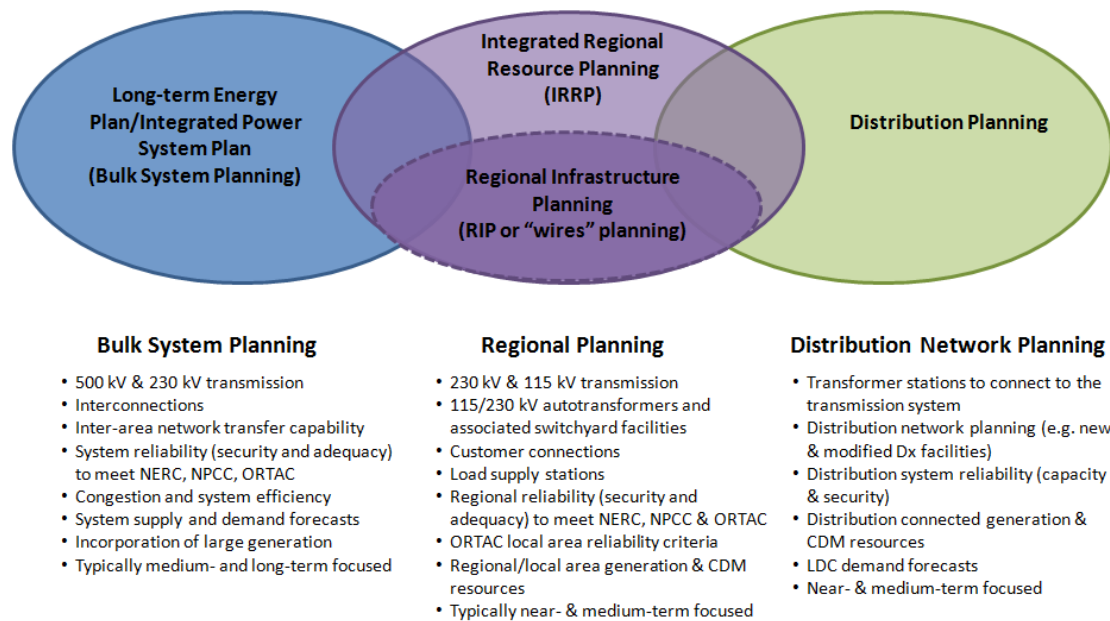 Long-term Energy
Plan/Integrated Power
System Plan
(Bulk System Planning)
Integrated Regional
Resource Planning
(IRRP)
Regional Infrastructure
Planning
(RIP or “wires” planning)
Distribution Planning
Bulk System Planning
• 500 kV & 230 kV transmission
• Interconnections
• Inter-area network transfer capability
• System reliability (security and adequacy)
to meet NERC, NPCC, ORTAC
• Congestion and system efficiency
• System supply and demand forecasts
• Incorporation of large generation
• Typically medium- and long-term focused
Regional Planning
• 230 kV & 115 kV transmission
• 115/230 kV autotransformers and
associated switchyard facilities
• Customer connections
• Load supply stations
• Regional reliability (security and
adequacy) to meet NERC, NPCC & ORTAC
• ORTAC local area reliability criteria
• Regional/local area generation & CDM
resources
• Typically near- & medium-term focused
Distribution Network Planning
• Transformer stations to connect to the
transmission system
• Distribution network planning (e.g. new
& modified Dx facilities)
• Distribution system reliability (capacity
& security)
• Distribution connected generation &
CDM resources
• LDC demand forecasts
• Near- & medium-term focused